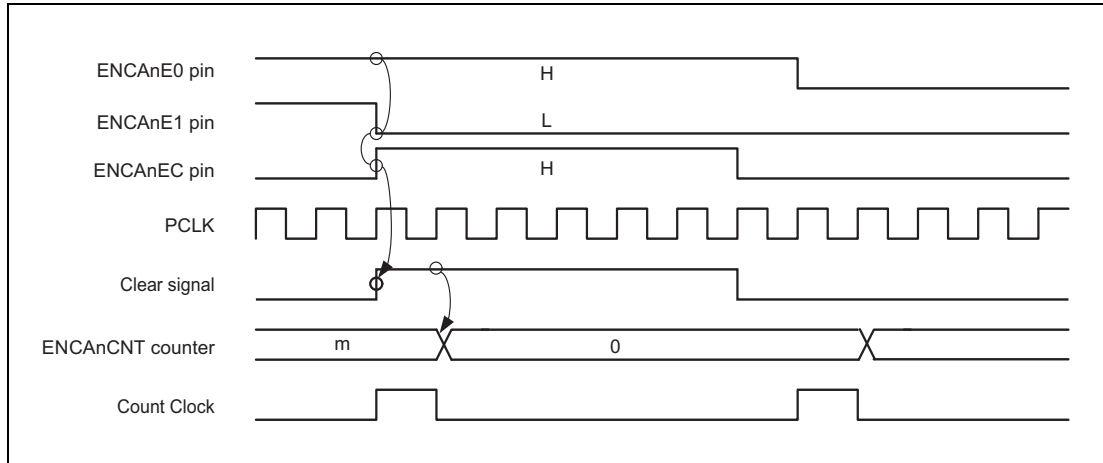 ENCAnE0 pin
H
ENCAnE1 pin
L
ENCAnEC pin
H
PCLK
Clear signal
ENCAnCNT counter
m
0
Count Clock